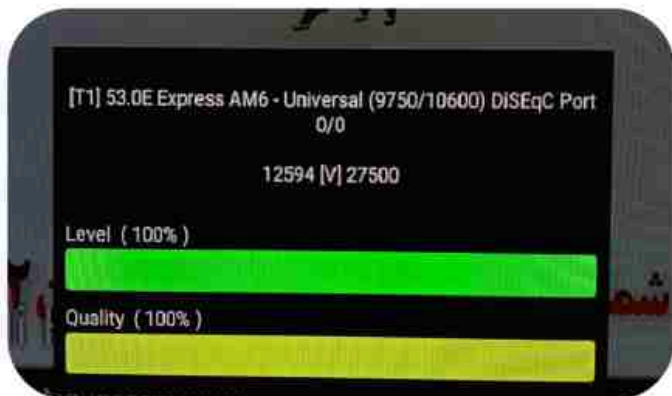 [T1] 53.0E Express AM6 - Universal (9750/10600) DiSEqC Port
0/0
12594 [V] 27500
Level ( 100% )
Quality ( 100% )